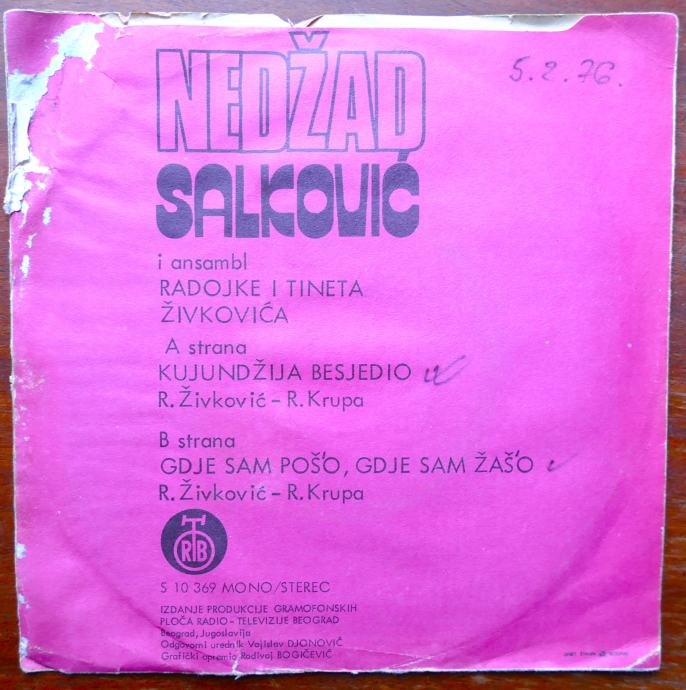 NEDŽAD
5.2.76.
SALKOVIĆ
i ansambl
RADOJKE I TINETA
ŽIVKOVIĆA
A strana
KUJUNDŽIJA BESJEDIO
R. Živković – R. Krupa
B strana
GDJE SAM POŠ'O, GDJE SAM ZAŠ'O
R. Živković – R. Krupa
RTB
S 10 369 MONO/STEREO
IZDANJE PRODUKCIJE GRAMOFONSKIH
PLOČA RADIO – TELEVIZIJE BEOGRAD
Beograd, Jugoslavija
Odgovorni urednik Vojislav DJONOVIĆ
Grafički opremio Radivoj BOGIČEVIĆ